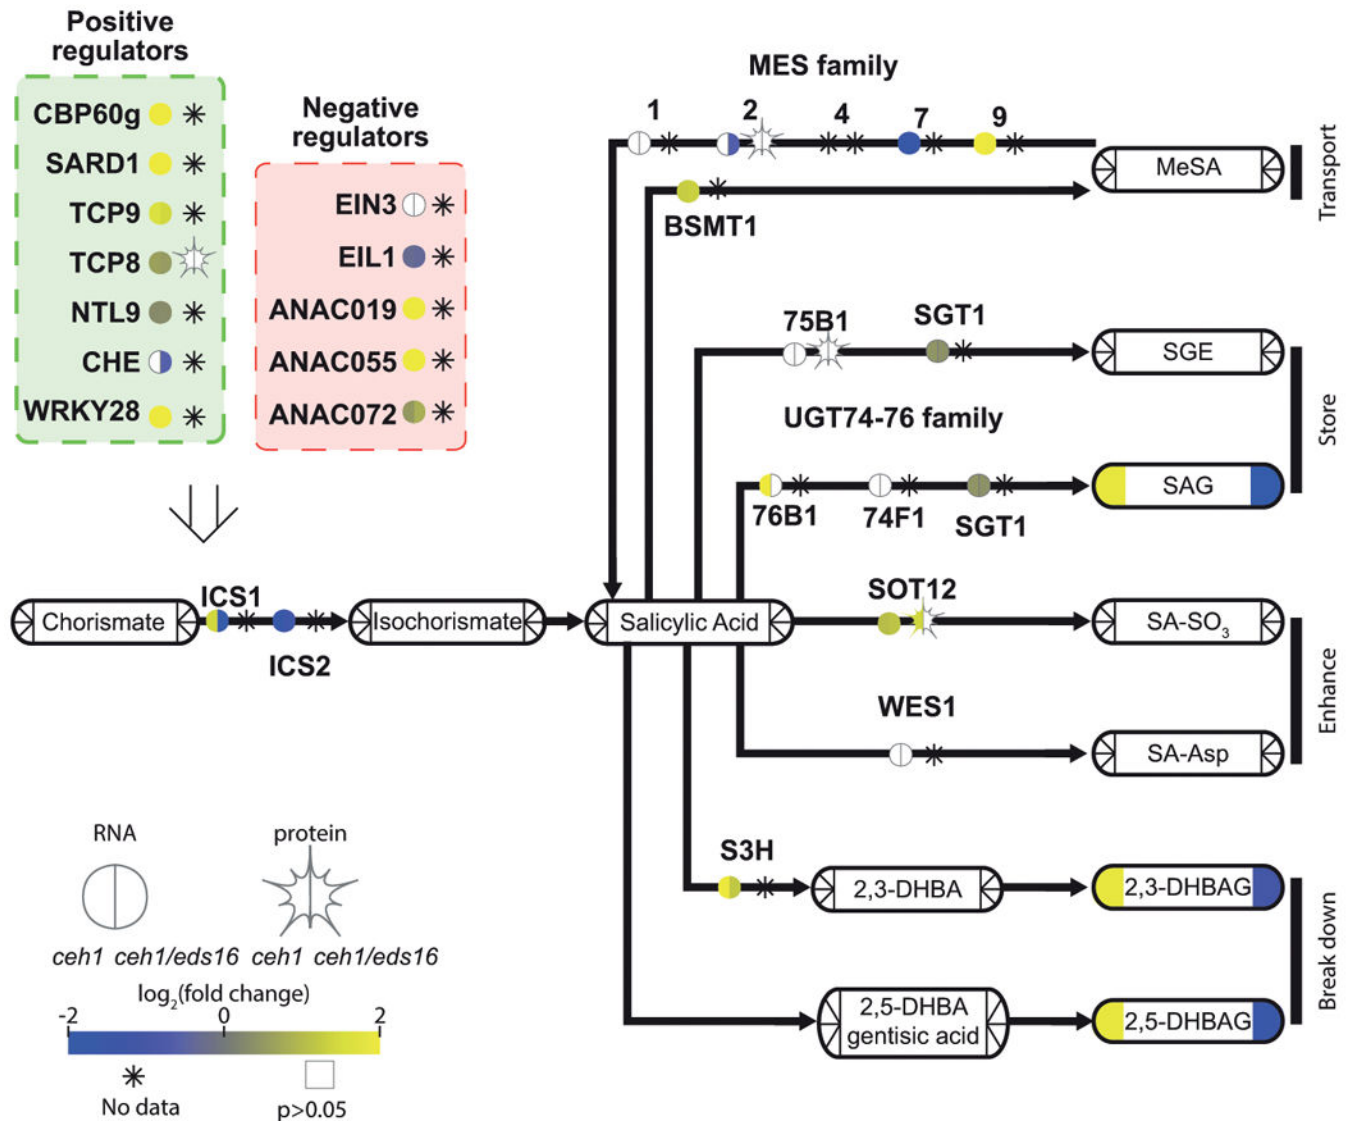 Positive
regulators
CBP60g
SARD1
TCP9
TCP8
NTL9
CHE
WRKY28
Negative
regulators
EIN3
EIL1
ANAC019
ANAC055
ANAC072
MES family
1 2 4 7 9
MeSA
BSMT1
Transport
75B1 SGT1
SGE
UGT74-76 family
SAG
76B1 74F1 SGT1
Store
Chorismate
ICS1
ICS2
Isochorismate
Salicylic Acid
SOT12
SA-SO3
WES1
SA-Asp
Enhance
S3H
2,3-DHBA
2,3-DHBAG
2,5-DHBA
gentisic acid
2,5-DHBAG
Break down
RNA protein
ceh1 ceh1/eds16 ceh1 ceh1/eds16
log2(fold change)
-2 0 2
No data p>0.05